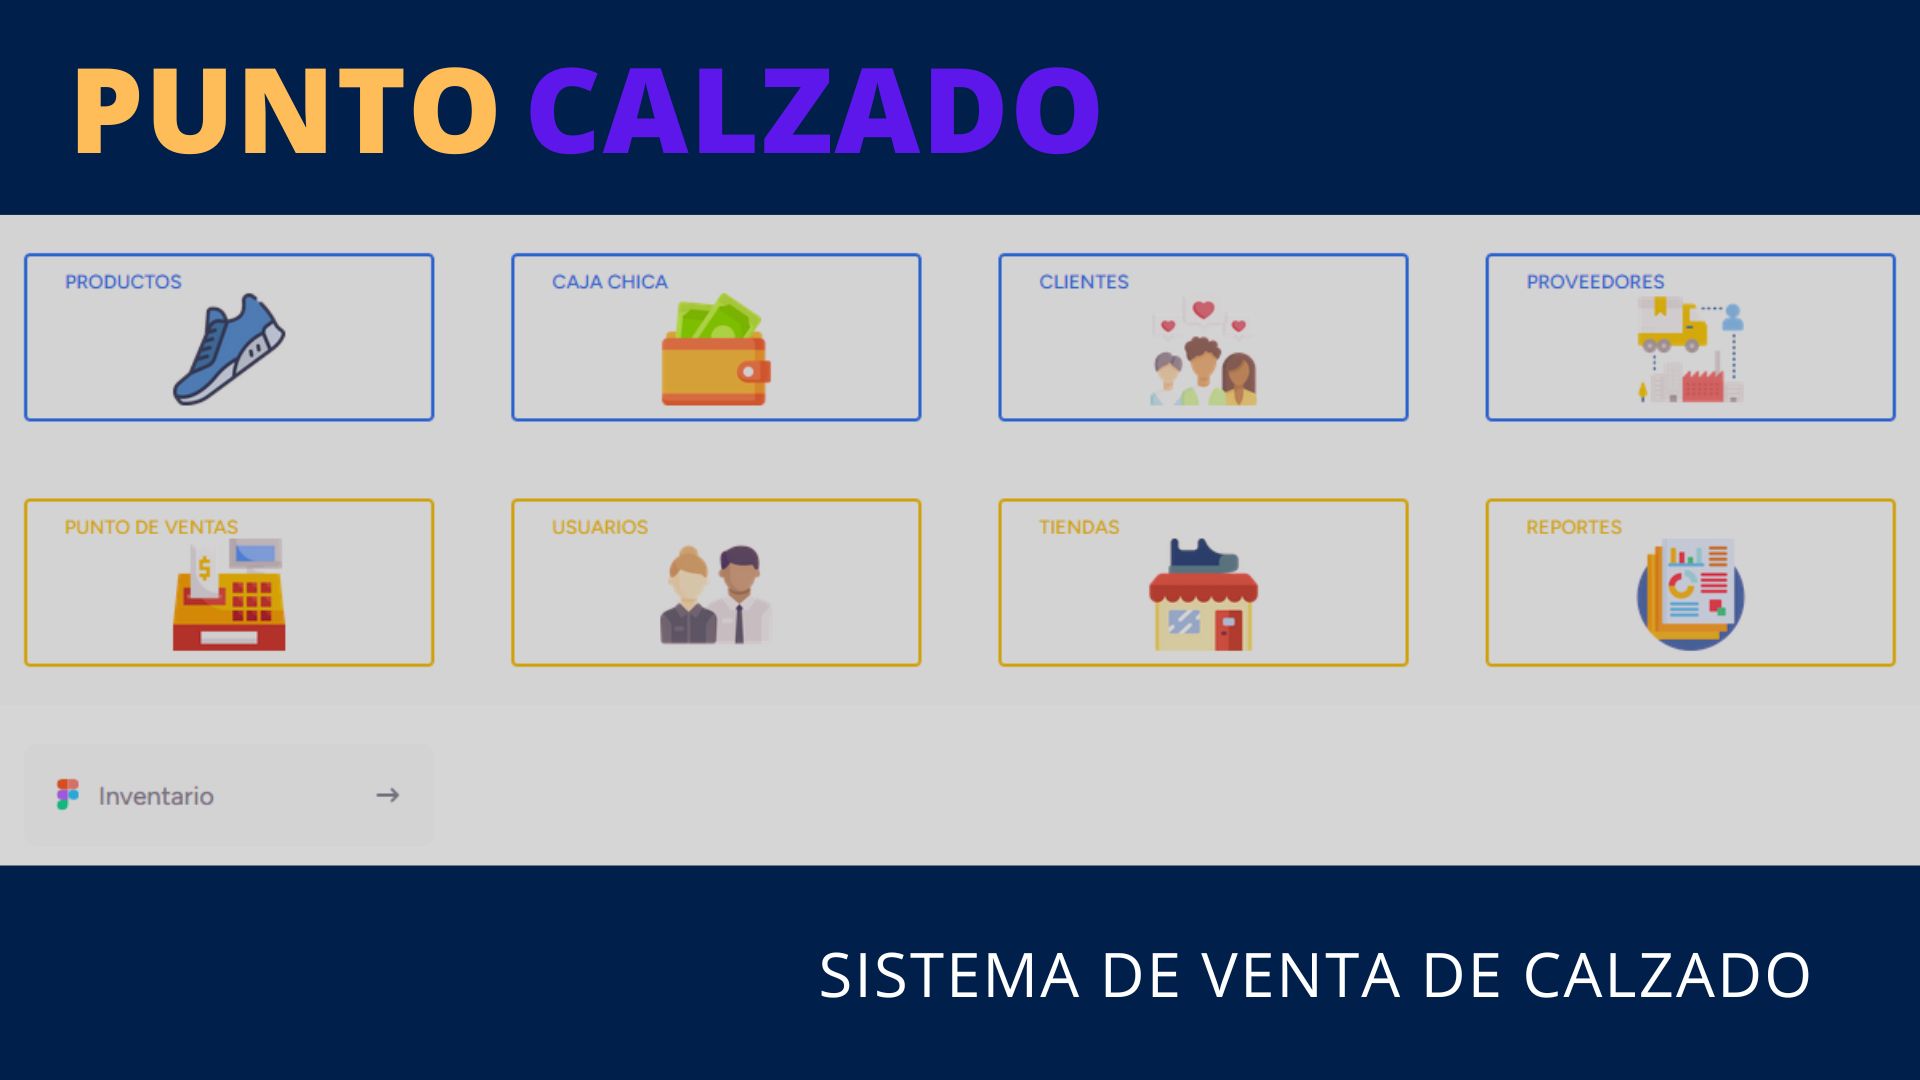 PUNTO CALZADO
PRODUCTOS
CAJA CHICA
CLIENTES
PROVEEDORES
PUNTO DE VENTAS
USUARIOS
TIENDAS
REPORTES
$
Inventario
SISTEMA DE VENTA DE CALZADO